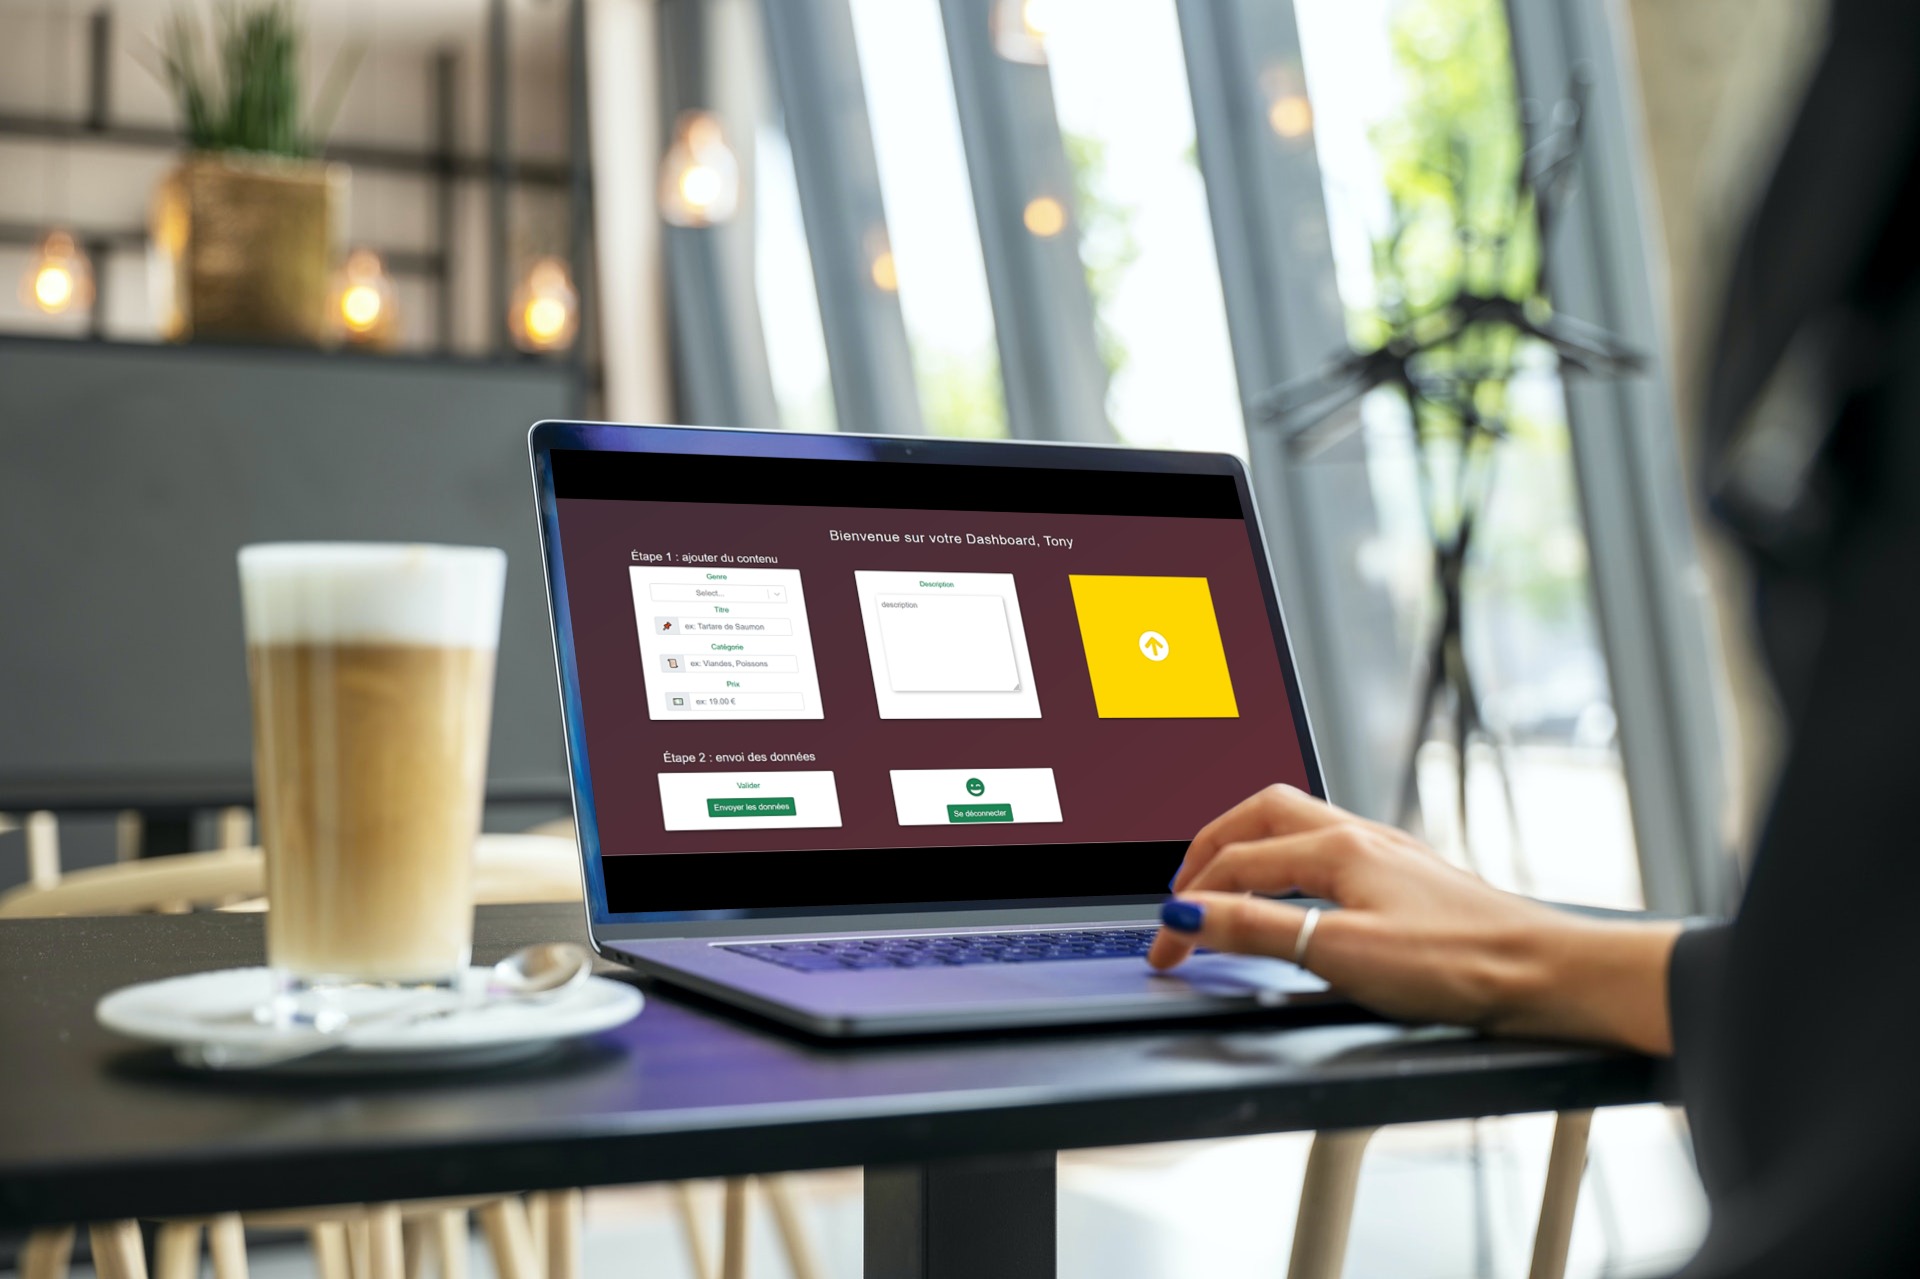 Bienvenue sur votre Dashboard, Tony
Étape 1 : ajouter du contenu
Genre
Select...
Titre
ex: Tartare de Saumon
Catégorie
ex: Viandes, Poissons
Prix
ex: 19.00 €
Description
description
Étape 2 : envoi des données
Valider
Envoyer les données
Se déconnecter